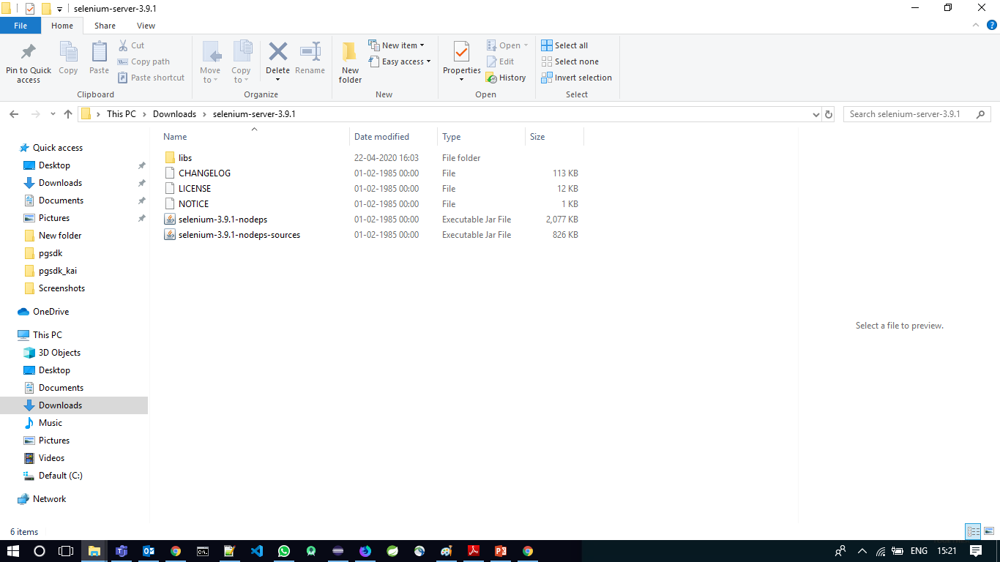 selenium-server-3.9.1
File Home Share View
Pin to Quick access
Copy
Paste
Cut
Copy path
Paste shortcut
Clipboard
Move to
Copy to
Delete
Rename
Organize
New folder
New item
Easy access
New
Properties
Open
Edit
History
Open
Select all
Select none
Invert selection
Select
This PC > Downloads > selenium-server-3.9.1
Search selenium-server-3.9.1
Quick access
Desktop
Downloads
Documents
Pictures
New folder
pgsdk
pgsdk_kai
Screenshots
OneDrive
This PC
3D Objects
Desktop
Documents
Downloads
Music
Pictures
Videos
Default (C:)
Network
Name Date modified Type Size
libs 22-04-2020 16:03 File folder
CHANGELOG 01-02-1985 00:00 File 113 KB
LICENSE 01-02-1985 00:00 File 12 KB
NOTICE 01-02-1985 00:00 File 1 KB
selenium-3.9.1-nodeps 01-02-1985 00:00 Executable Jar File 2,077 KB
selenium-3.9.1-nodeps-sources 01-02-1985 00:00 Executable Jar File 826 KB
Select a file to preview.
6 items
ENG 15:21